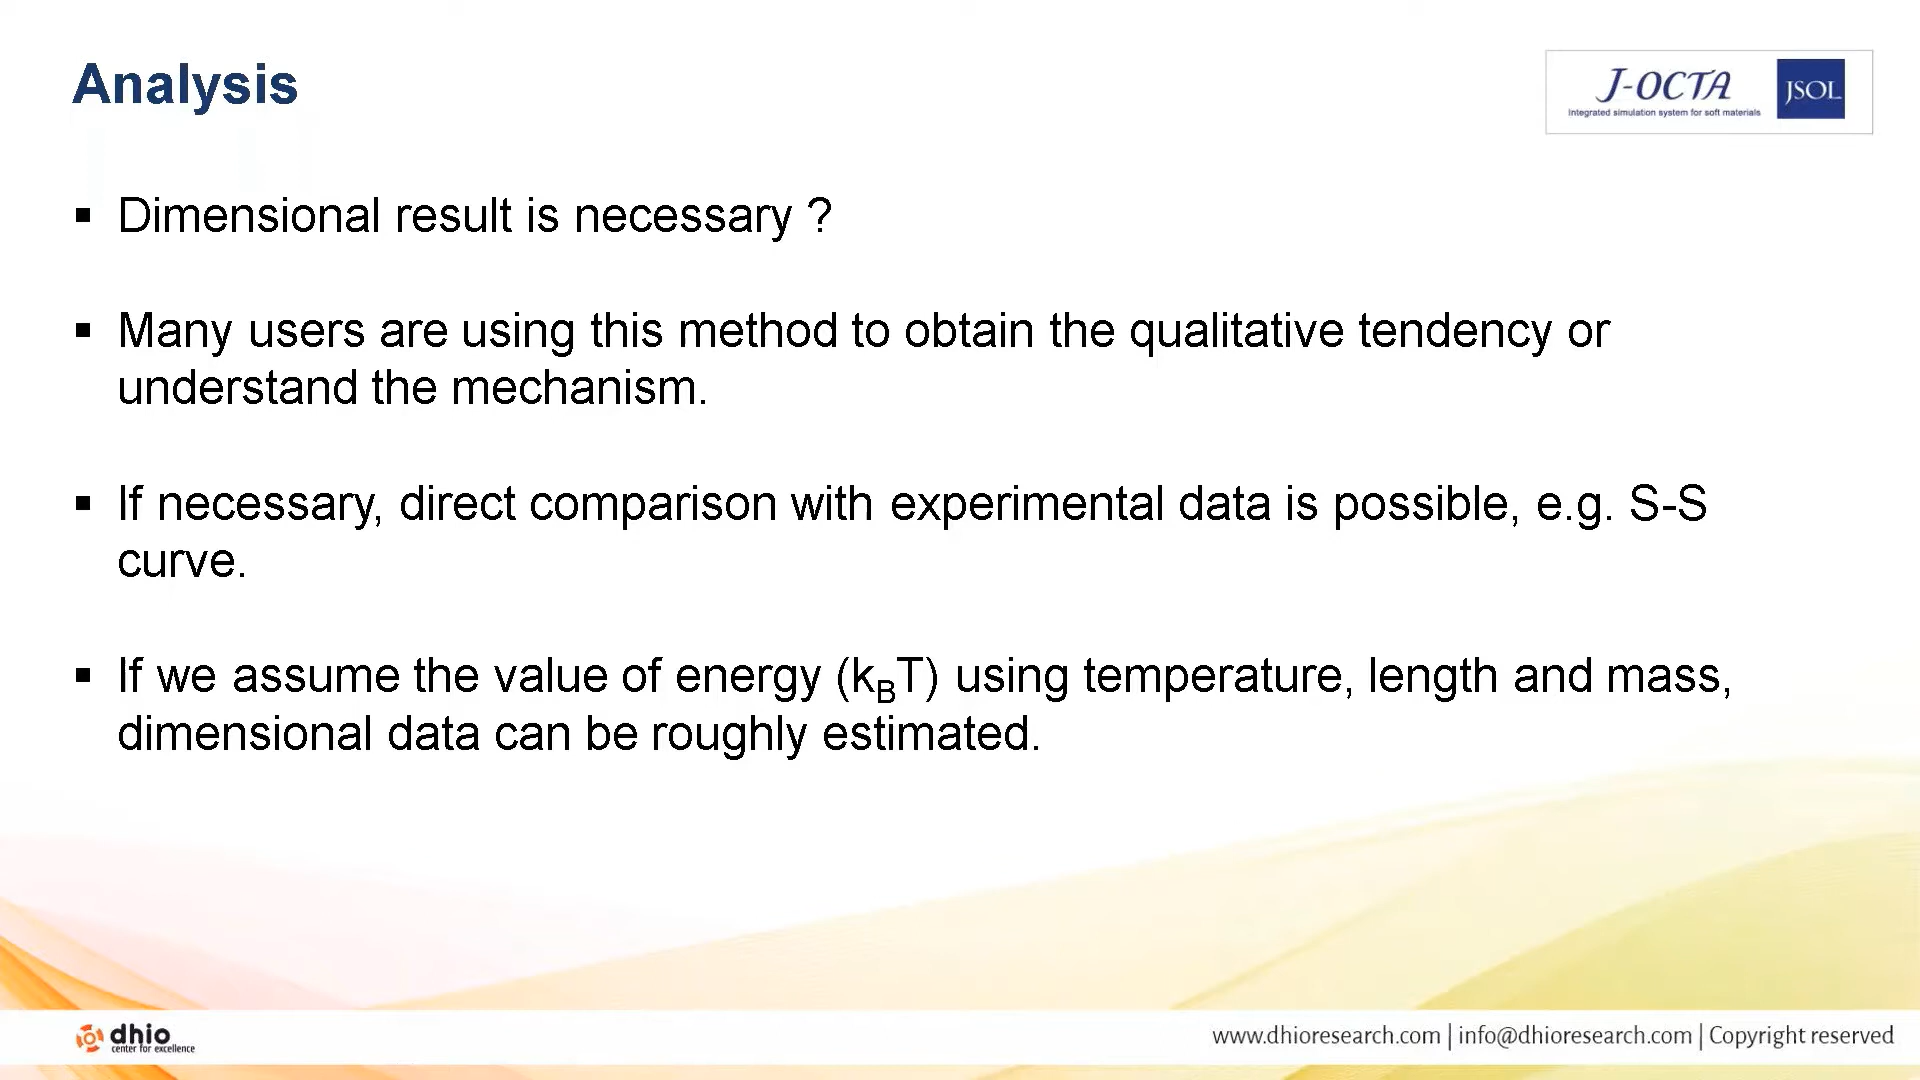 Analysis
J-OCTA
Integrated simulation system for soft materials
JSOL
▪ Dimensional result is necessary ?
▪ Many users are using this method to obtain the qualitative tendency or
understand the mechanism.
▪ If necessary, direct comparison with experimental data is possible, e.g. S-S
curve.
▪ If we assume the value of energy (kBT) using temperature, length and mass,
dimensional data can be roughly estimated.
dhio
center for excellence
www.dhioresearch.com | info@dhioresearch.com | Copyright reserved